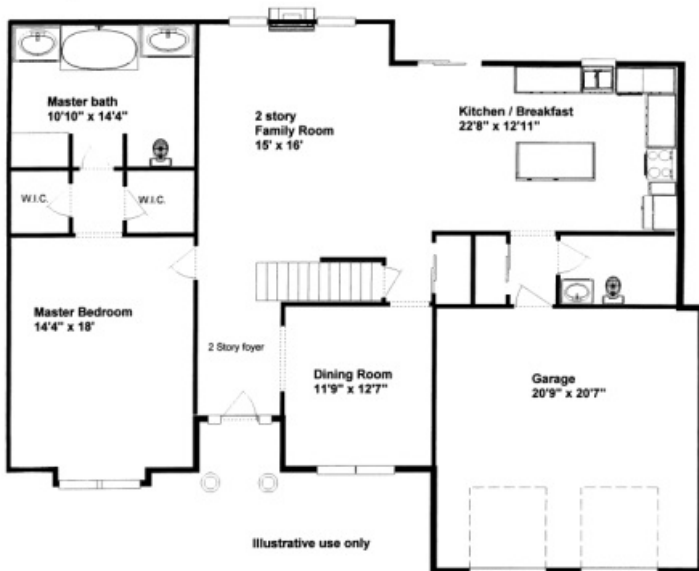 Master bath
10'10" x 14'4"
2 story
Family Room
15' x 16'
Kitchen / Breakfast
22'8" x 12'11"
W.I.C.
W.I.C.
Master Bedroom
14'4" x 18'
2 Story foyer
Dining Room
11'9" x 12'7"
Garage
20'9" x 20'7"
Illustrative use only